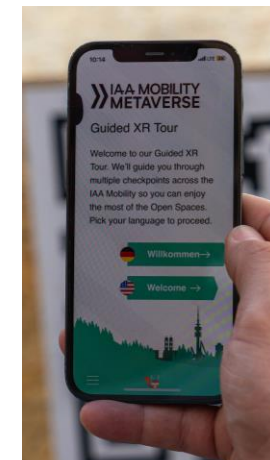 10:14
IAA MOBILITY
METAVERSE
Guided XR Tour
Welcome to our Guided XR
Tour. We'll guide you through
multiple checkpoints across the
IAA Mobility so you can enjoy
the most of the Open Spaces.
Pick your language to proceed.
Willkommen→
Welcome→